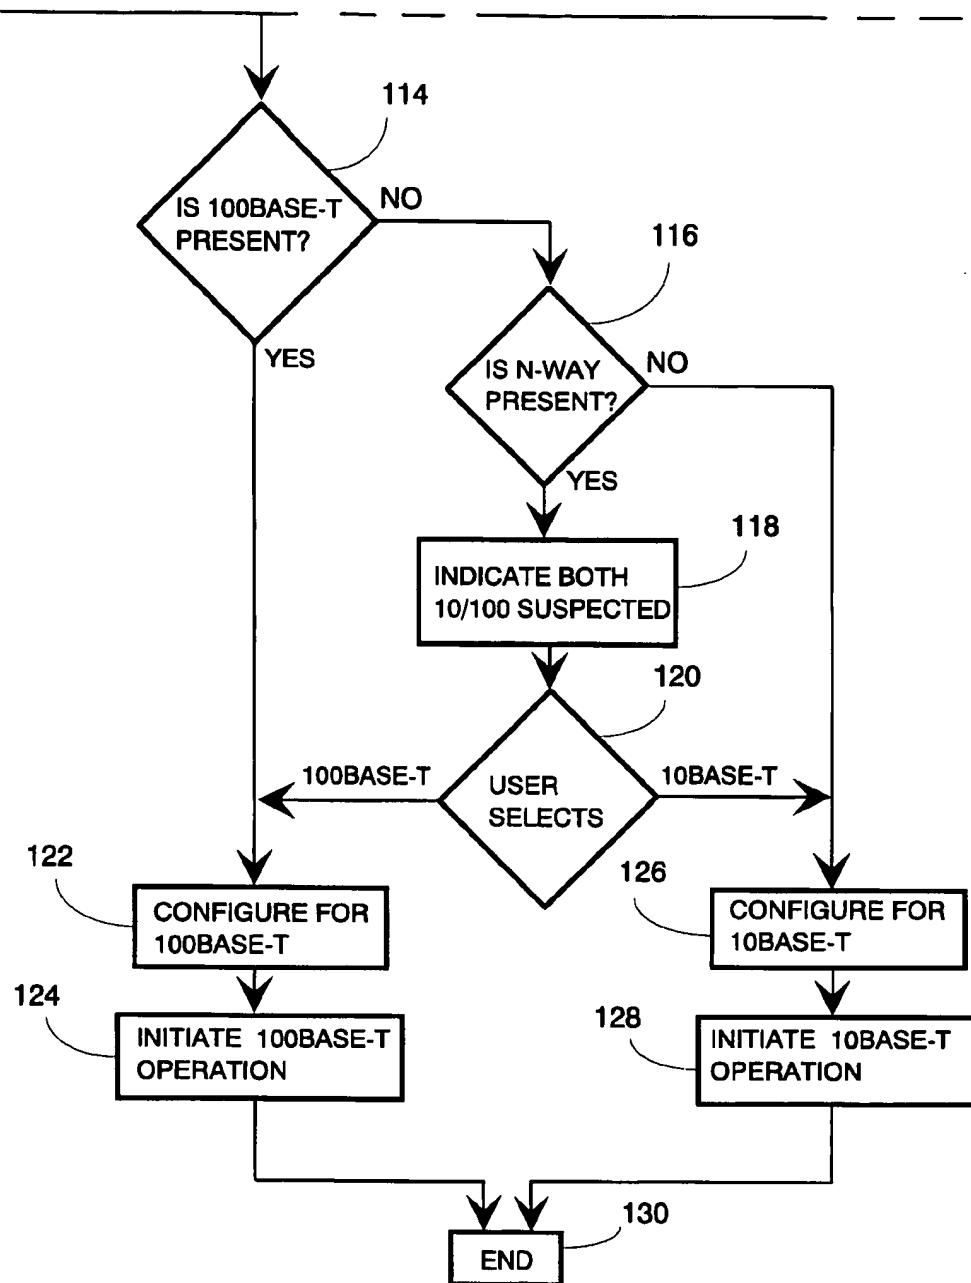 114
IS 100BASE-T
PRESENT?
NO
YES
116
IS N-WAY
PRESENT?
NO
YES
118
INDICATE BOTH
10/100 SUSPECTED
120
USER
SELECTS
100BASE-T
10BASE-T
122
CONFIGURE FOR
100BASE-T
126
CONFIGURE FOR
10BASE-T
124
INITIATE 100BASE-T
OPERATION
128
INITIATE 10BASE-T
OPERATION
130
END